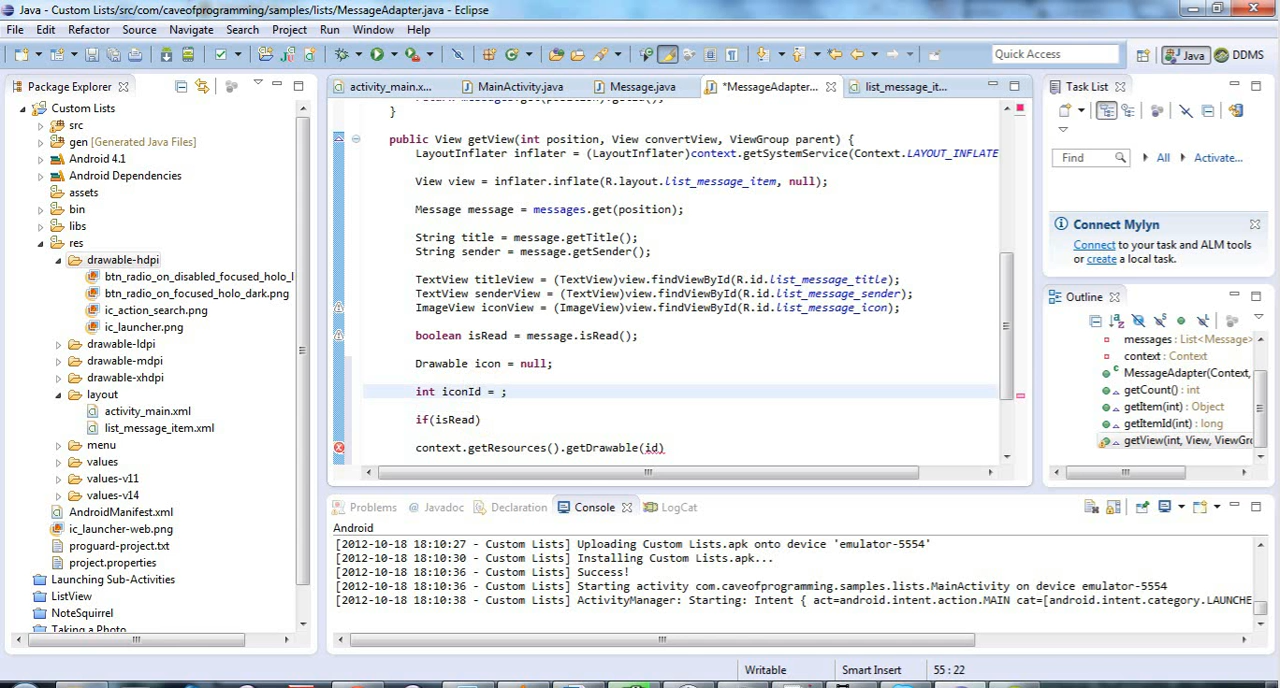 Java - Custom Lists/src/com/caveofprogramming/samples/lists/MessageAdapter.java - Eclipse
File Edit Refactor Source Navigate Search Project Run Window Help
Quick Access
Java
DDMS
Package Explorer
Custom Lists
src
gen [Generated Java Files]
Android 4.1
Android Dependencies
assets
bin
libs
res
drawable-hdpi
btn_radio_on_disabled_focused_holo_l
btn_radio_on_focused_holo_dark.png
ic_action_search.png
ic_launcher.png
drawable-ldpi
drawable-mdpi
drawable-xhdpi
layout
activity_main.xml
list_message_item.xml
menu
values
values-v11
values-v14
AndroidManifest.xml
ic_launcher-web.png
proguard-project.txt
project.properties
Launching Sub-Activities
ListView
NoteSquirrel
Taking a Photo
activity_main.x...
MainActivity.java
Message.java
*MessageAdapter...
list_message_it...
}
public View getView(int position, View convertView, ViewGroup parent) {
LayoutInflater inflater = (LayoutInflater)context.getSystemService(Context.LAYOUT_INFLATE
View view = inflater.inflate(R.layout.list_message_item, null);
Message message = messages.get(position);
String title = message.getTitle();
String sender = message.getSender();
TextView titleView = (TextView)view.findViewById(R.id.list_message_title);
TextView senderView = (TextView)view.findViewById(R.id.list_message_sender);
ImageView iconView = (ImageView)view.findViewById(R.id.list_message_icon);
boolean isRead = message.isRead();
Drawable icon = null;
int iconId = ;
if(isRead)
context.getResources().getDrawable(id)
Task List
Find
All
Activate...
Connect Mylyn
Connect to your task and ALM tools
or create a local task.
Outline
messages : List<Message>
context : Context
MessageAdapter(Context,
getCount() : int
getItem(int) : Object
getItemId(int) : long
getView(int, View, ViewGro
Problems
Javadoc
Declaration
Console
LogCat
Android
[2012-10-18 18:10:27 - Custom Lists] Uploading Custom Lists.apk onto device 'emulator-5554'
[2012-10-18 18:10:30 - Custom Lists] Installing Custom Lists.apk...
[2012-10-18 18:10:36 - Custom Lists] Success!
[2012-10-18 18:10:36 - Custom Lists] Starting activity com.caveofprogramming.samples.lists.MainActivity on device emulator-5554
[2012-10-18 18:10:38 - Custom Lists] ActivityManager: Starting: Intent { act=android.intent.action.MAIN cat=[android.intent.category.LAUNCHE
Writable
Smart Insert
55 : 22